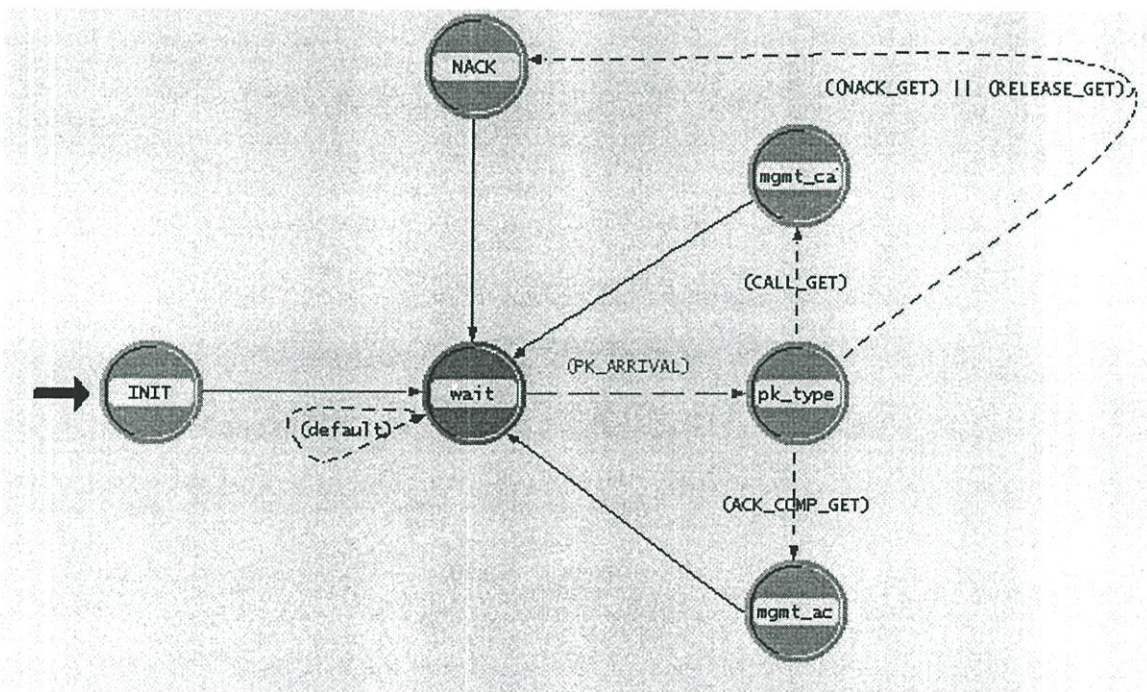 NACK
((NACK_GET) || (RELEASE_GET),
mgmt_ca
(CALL_GET)
(PK_ARRIVAL)
INIT
wait
pk_type
(default)
(ACK_COMP_GET)
mgmt_ac